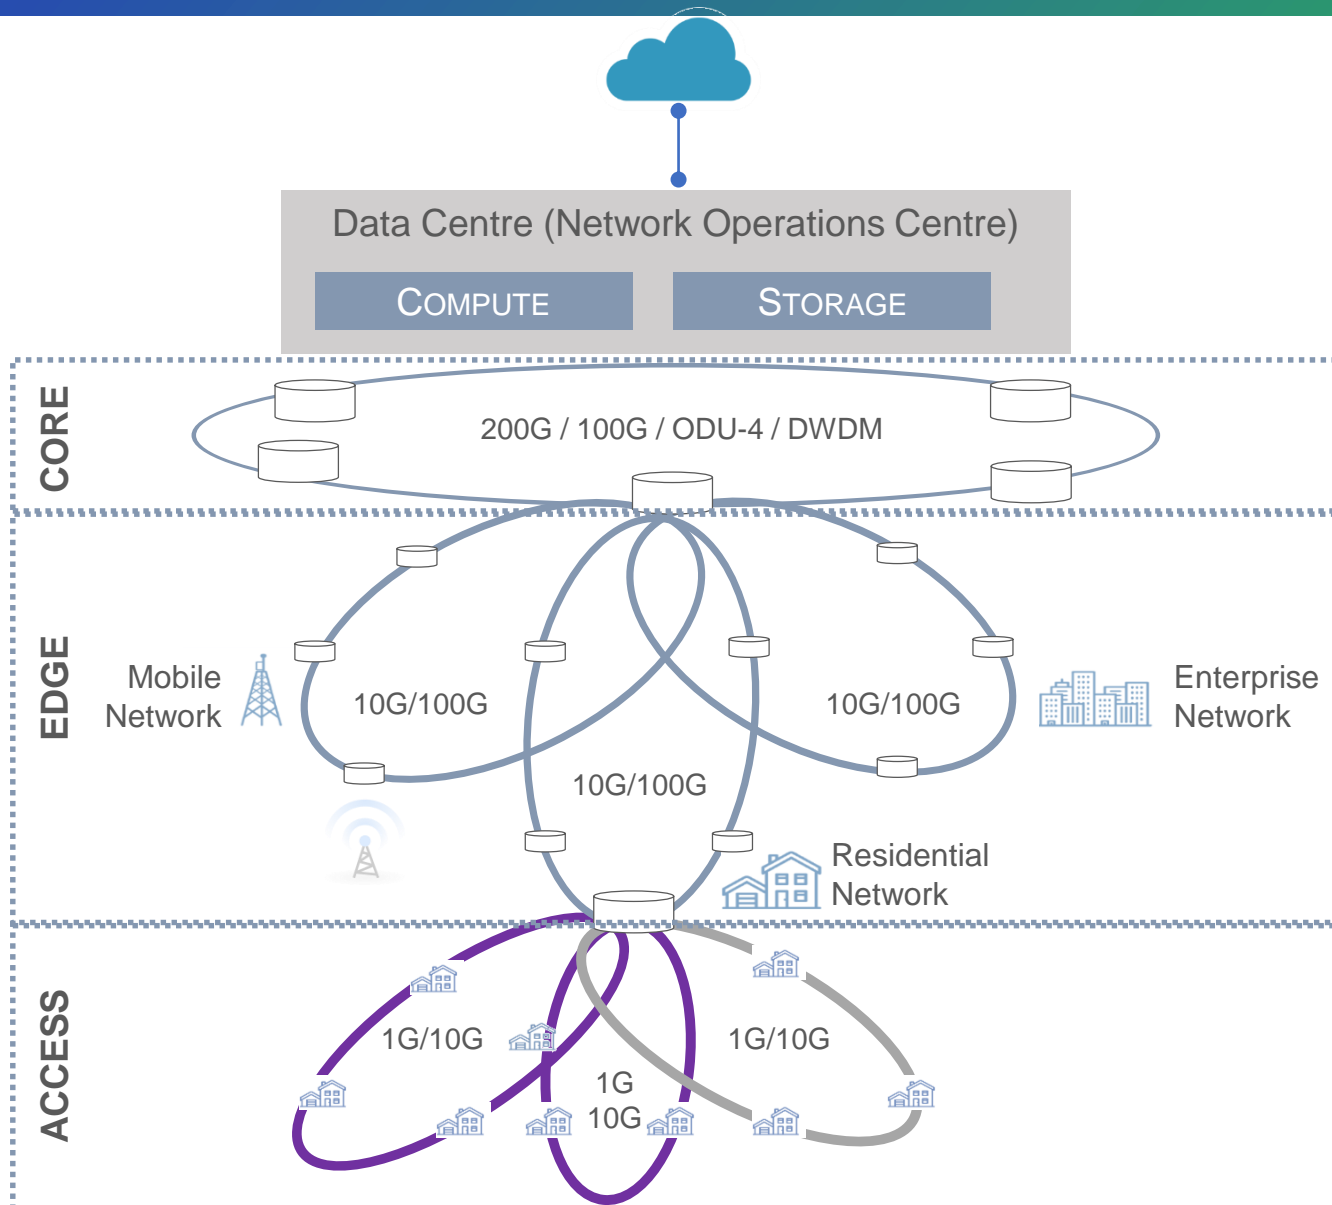 Data Centre (Network Operations Centre)
COMPUTE
STORAGE
CORE
200G / 100G / ODU-4 / DWDM
EDGE
Mobile
Network
10G/100G
10G/100G
10G/100G
Enterprise
Network
Residential
Network
ACCESS
1G/10G
1G
10G
1G/10G